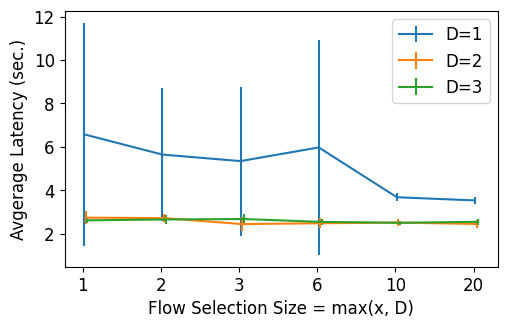 12
10
8
6
4
2
Avgerage Latency (sec.)
D=1
D=2
D=3
1 2 3 6 10 20
Flow Selection Size = max(x, D)